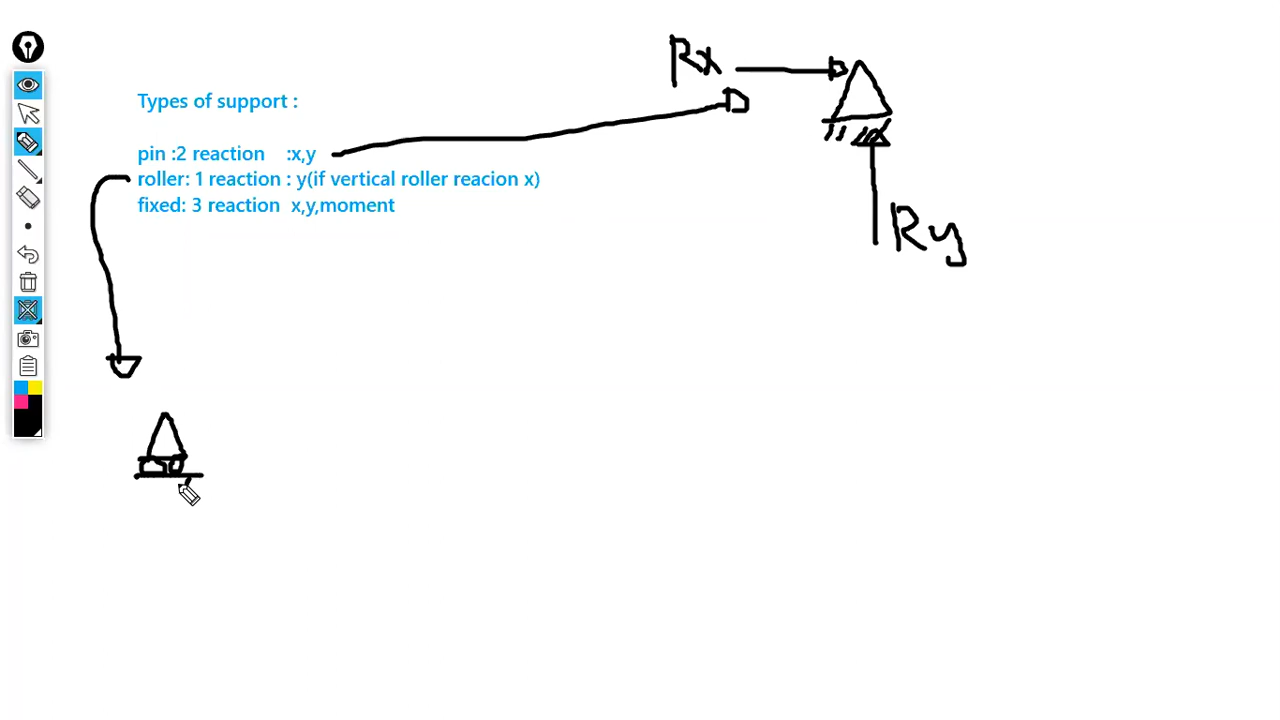 Rx
Types of support :
pin :2 reaction :x,y
roller: 1 reaction : y(if vertical roller reacion x)
fixed: 3 reaction x,y,moment
Ry